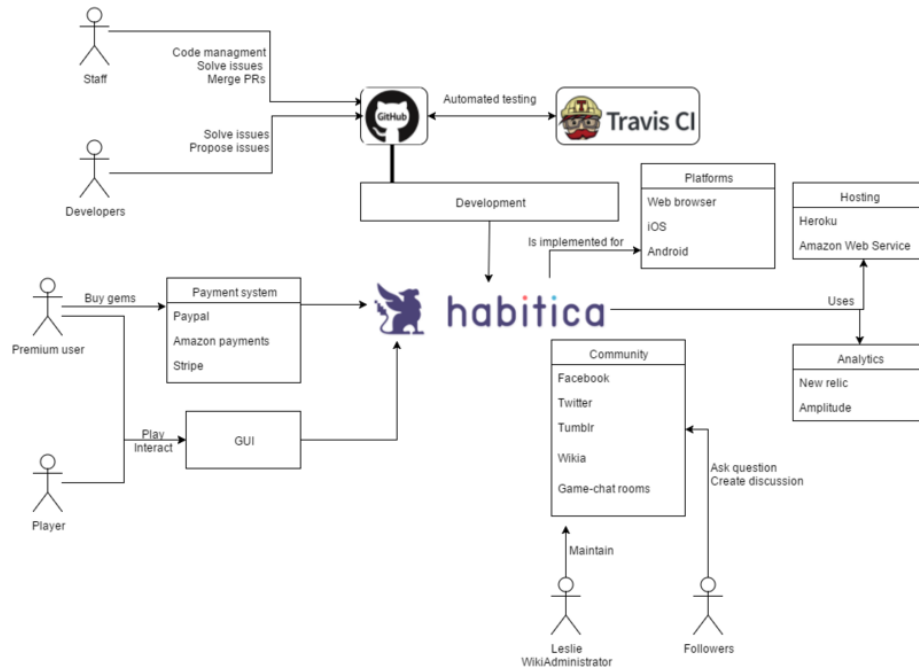 Staff
Code managment
Solve issues
Merge PRs
GitHub
Automated testing
Travis CI
Solve issues
Propose issues
Developers
Development
Platforms
Web browser
iOS
Android
Is implemented for
Hosting
Heroku
Amazon Web Service
Premium user
Buy gems
Payment system
Paypal
Amazon payments
Stripe
habitica
Uses
Analytics
New relic
Amplitude
Community
Facebook
Twitter
Tumblr
Wikia
Game-chat rooms
Play
Interact
GUI
Player
Ask question
Create discussion
Maintain
Leslie
WikiAdministrator
Followers